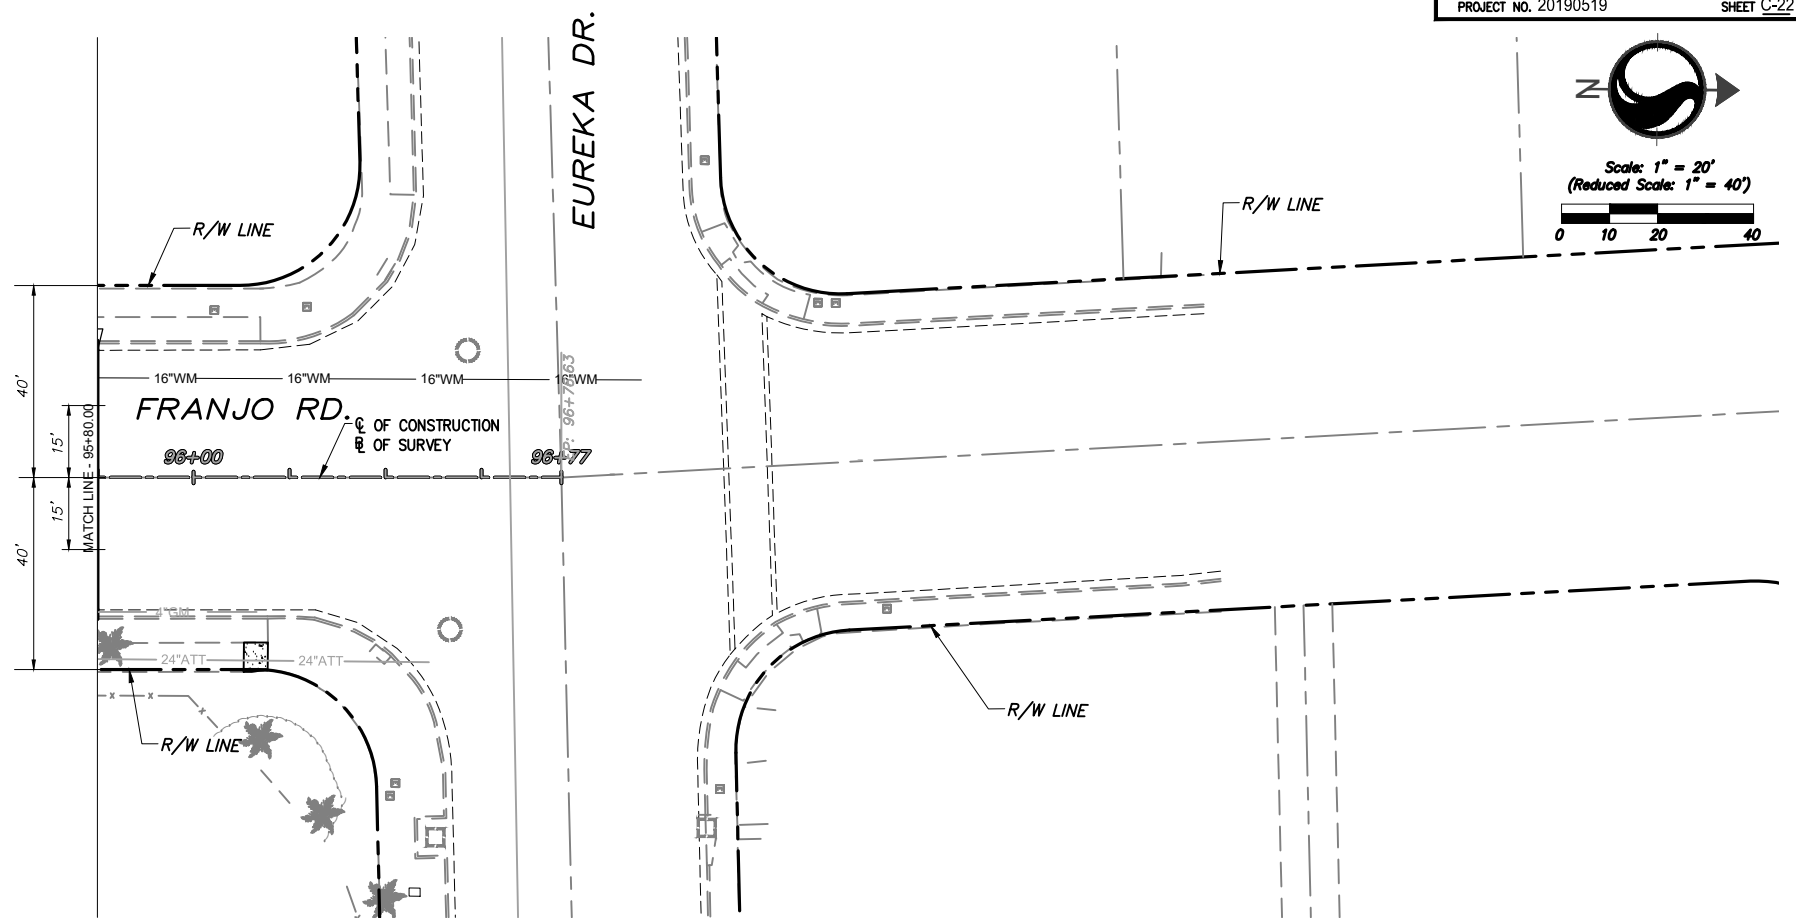 PROJECT NO. 20190519 SHEET C-22
EUREKA DR.
N
Scale: 1" = 20'
(Reduced Scale: 1" = 40')
0 10 20 40
R/W LINE
R/W LINE
16"WM 16"WM 16"WM 16"WM
FRANJO RD.
℄ OF CONSTRUCTION
OF SURVEY
96+00
96+77
40'
15'
15'
40'
MATCH LINE - 95+80.00
4"GM
24"ATT 24"ATT
x x x
R/W LINE
R/W LINE